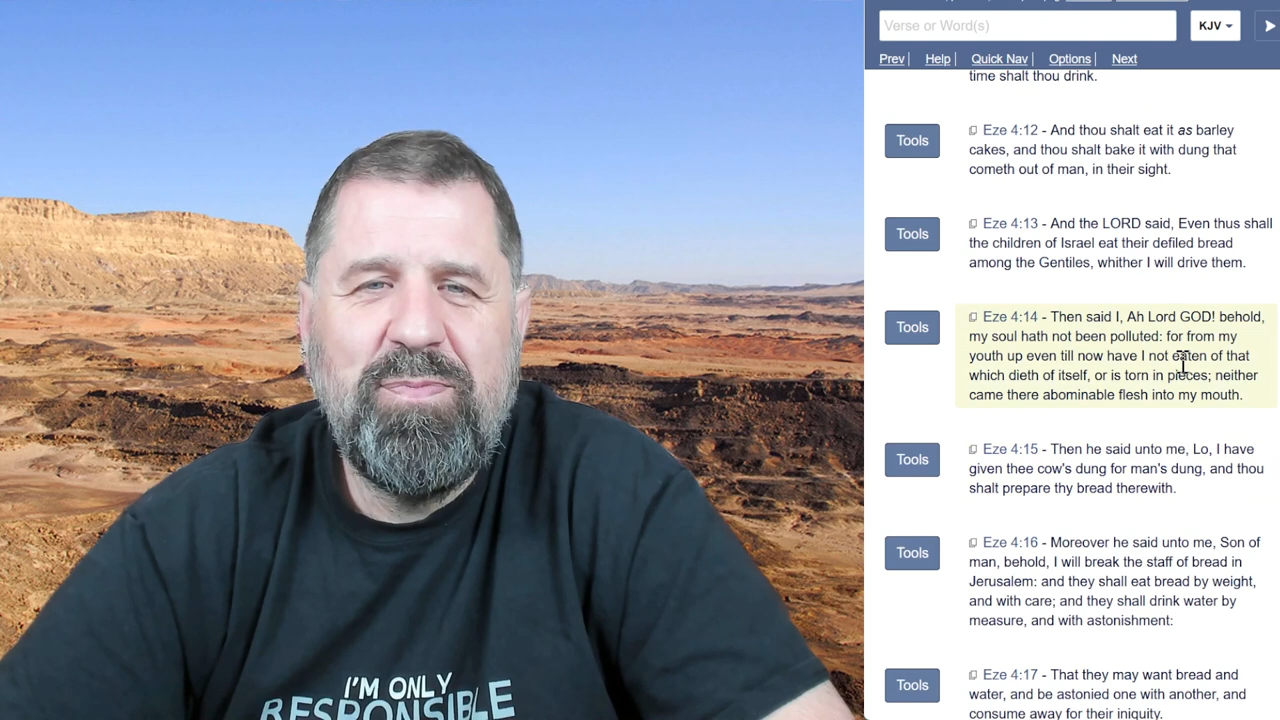 Verse or Word(s)
KJV
Prev
Help
Quick Nav
Options
Next
time shalt thou drink.
Tools
Eze 4:12 - And thou shalt eat it as barley
cakes, and thou shalt bake it with dung that
cometh out of man, in their sight.
Tools
Eze 4:13 - And the LORD said, Even thus shall
the children of Israel eat their defiled bread
among the Gentiles, whither I will drive them.
Tools
Eze 4:14 - Then said I, Ah Lord GOD! behold,
my soul hath not been polluted: for from my
youth up even till now have I not eaten of that
which dieth of itself, or is torn in pieces; neither
came there abominable flesh into my mouth.
Tools
Eze 4:15 - Then he said unto me, Lo, I have
given thee cow's dung for man's dung, and thou
shalt prepare thy bread therewith.
Tools
Eze 4:16 - Moreover he said unto me, Son of
man, behold, I will break the staff of bread in
Jerusalem: and they shall eat bread by weight,
and with care; and they shall drink water by
measure, and with astonishment:
Tools
Eze 4:17 - That they may want bread and
water, and be astonied one with another, and
consume away for their iniquity.
I'M ONLY
RESPONSIBLE